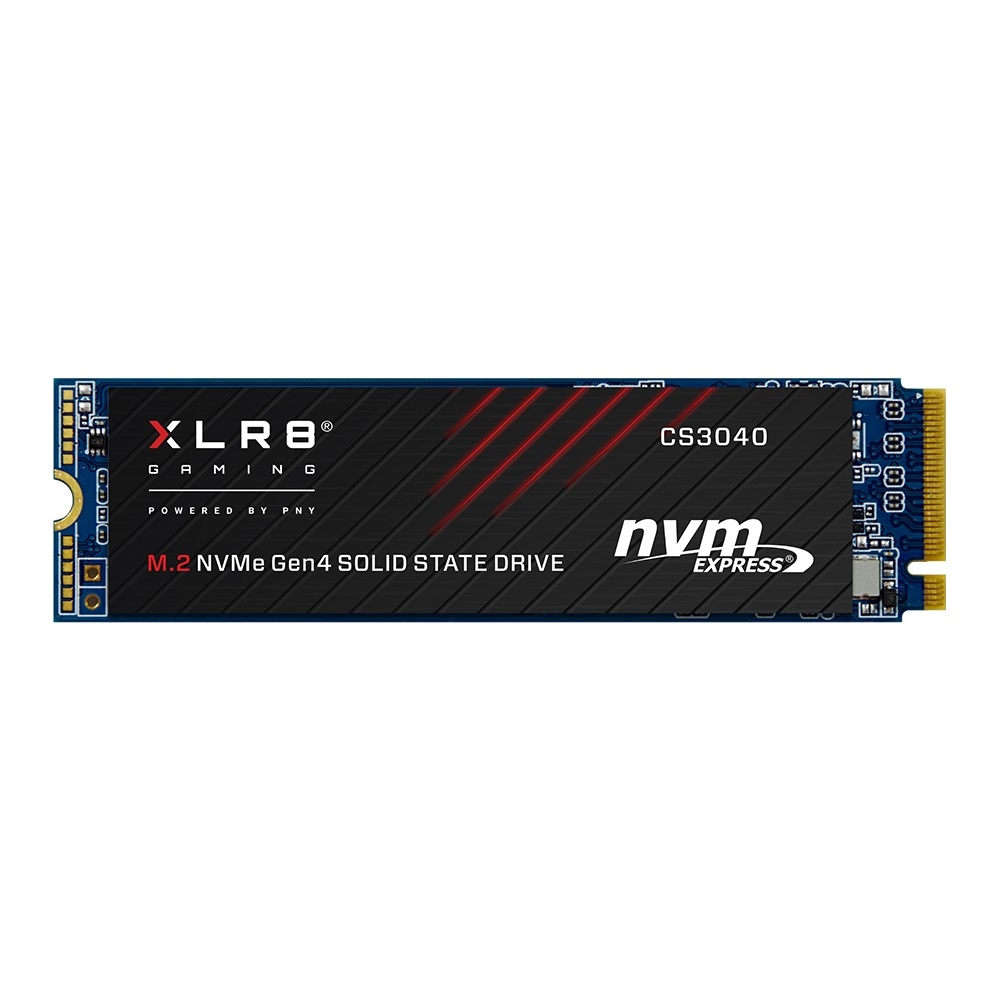 XLR8®
GAMING
POWERED BY PNY
M.2 NVMe Gen4 SOLID STATE DRIVE
CS3040
nvm
EXPRESS®